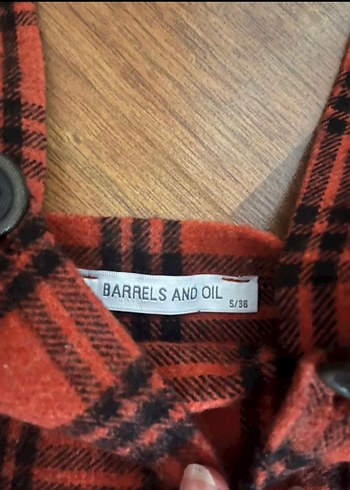 BARRELS AND OIL
S/36